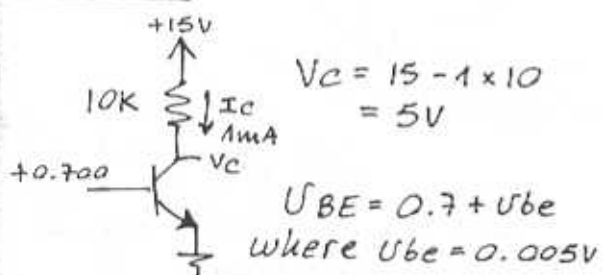 +15V
10K
Ic
1mA
Vc = 15 - 1 x 10
= 5V
+0.700
Vc
UBE = 0.7 + Ube
where Ube = 0.005V